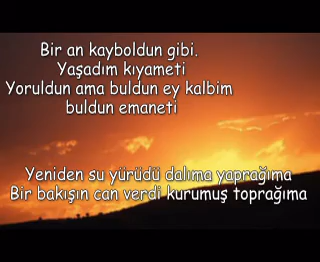 Bir an kayboldun gibi.
Yaşadım kıyameti
Yoruldun ama buldun ey kalbim
buldun emaneti
Yeniden su yürüdü dalıma yaprağıma
Bir bakışın can verdi kurumuş toprağıma